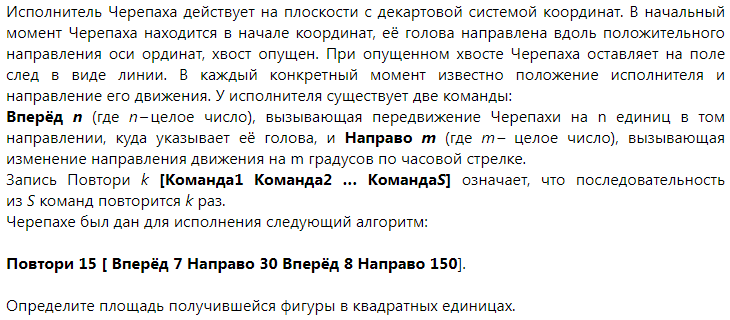 Исполнитель Черепаха действует на плоскости с декартовой системой координат. В начальный
момент Черепаха находится в начале координат, её голова направлена вдоль положительного
направления оси ординат, хвост опущен. При опущенном хвосте Черепаха оставляет на поле
след в виде линии. В каждый конкретный момент известно положение исполнителя и
направление его движения. У исполнителя существует две команды:
Вперёд n (где n – целое число), вызывающая передвижение Черепахи на n единиц в том
направлении, куда указывает её голова, и Направо m (где m – целое число), вызывающая
изменение направления движения на m градусов по часовой стрелке.
Запись Повтори k [Команда1 Команда2 … КомандаS] означает, что последовательность
из S команд повторится k раз.
Черепахе был дан для исполнения следующий алгоритм:
Повтори 15 [ Вперёд 7 Направо 30 Вперёд 8 Направо 150].
Определите площадь получившейся фигуры в квадратных единицах.